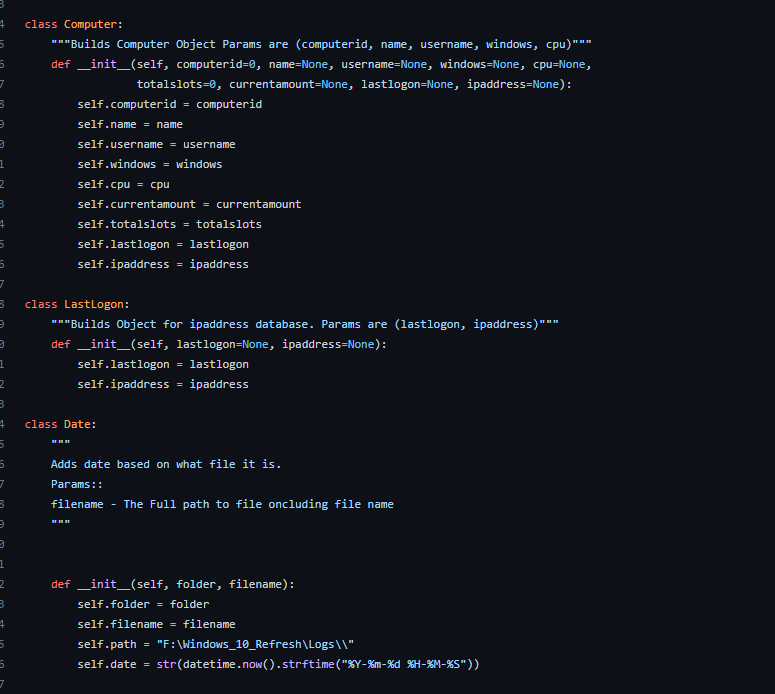 3
4 class Computer:
5 """Builds Computer Object Params are (computerid, name, username, windows, cpu)"""
6 def __init__(self, computerid=0, name=None, username=None, windows=None, cpu=None,
7 totalslots=0, currentamount=None, lastlogon=None, ipaddress=None):
8 self.computerid = computerid
9 self.name = name
0 self.username = username
1 self.windows = windows
2 self.cpu = cpu
3 self.currentamount = currentamount
4 self.totalslots = totalslots
5 self.lastlogon = lastlogon
6 self.ipaddress = ipaddress
7
8 class LastLogon:
9 """Builds Object for ipaddress database. Params are (lastlogon, ipaddress)"""
0 def __init__(self, lastlogon=None, ipaddress=None):
1 self.lastlogon = lastlogon
2 self.ipaddress = ipaddress
3
4 class Date:
5 """
6 Adds date based on what file it is.
7 Params::
8 filename - The Full path to file oncluding file name
9 """
0
1
2 def __init__(self, folder, filename):
3 self.folder = folder
4 self.filename = filename
5 self.path = "F:\Windows_10_Refresh\Logs\\"
6 self.date = str(datetime.now().strftime("%Y-%m-%d %H-%M-%S"))
7